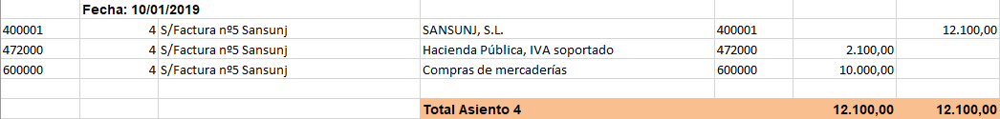 Fecha: 10/01/2019
400001 4 S/Factura nº5 Sansunj SANSUNJ, S.L. 400001 12.100,00
472000 4 S/Factura nº5 Sansunj Hacienda Pública, IVA soportado 472000 2.100,00
600000 4 S/Factura nº5 Sansunj Compras de mercaderías 600000 10.000,00
Total Asiento 4 12.100,00 12.100,00